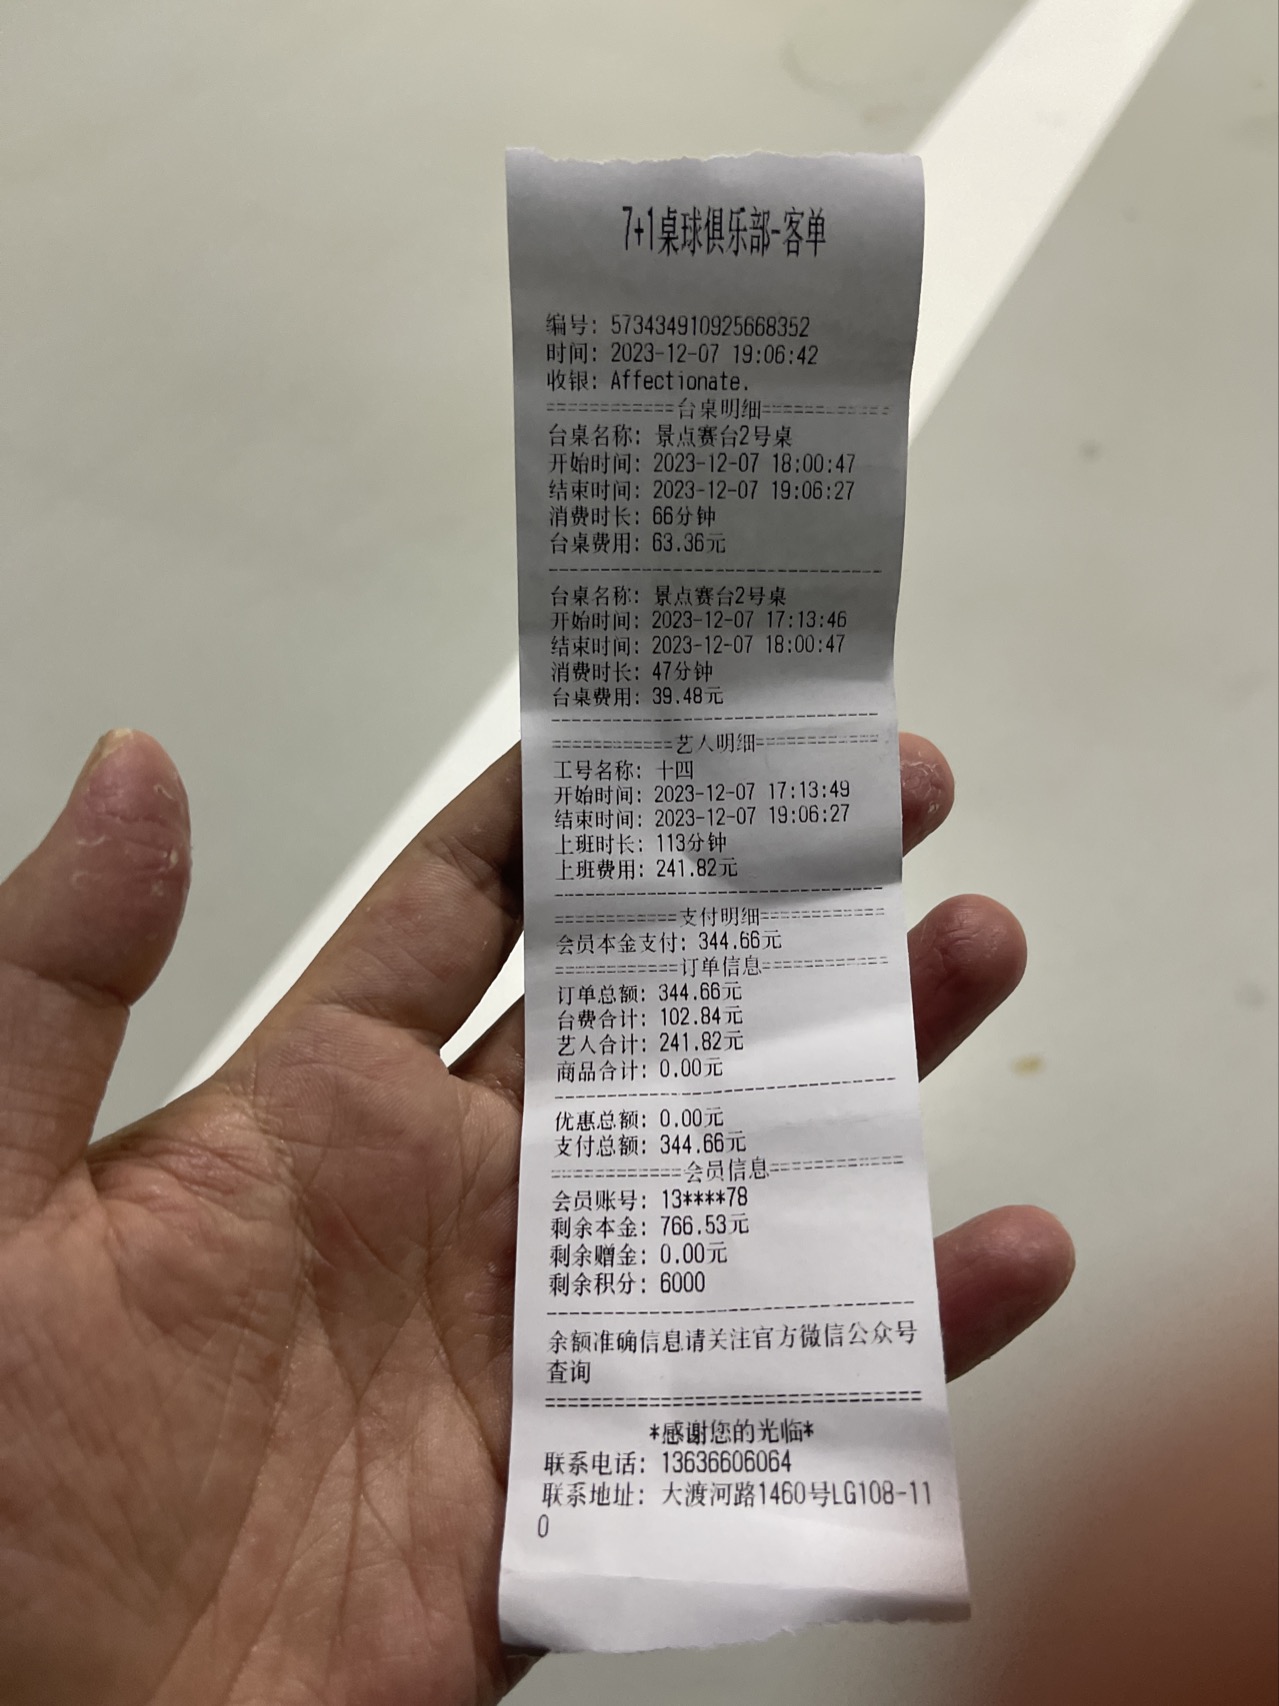 7+1桌球俱乐部-客单
编号: 573434910925668352
时间: 2023-12-07 19:06:42
收银: Affectionate.
============台桌明细============
台桌名称: 景点赛台2号桌
开始时间: 2023-12-07 18:00:47
结束时间: 2023-12-07 19:06:27
消费时长: 66分钟
台桌费用: 63.36元
--------------------------------
台桌名称: 景点赛台2号桌
开始时间: 2023-12-07 17:13:46
结束时间: 2023-12-07 18:00:47
消费时长: 47分钟
台桌费用: 39.48元
--------------------------------
============艺人明细============
工号名称: 十四
开始时间: 2023-12-07 17:13:49
结束时间: 2023-12-07 19:06:27
上班时长: 113分钟
上班费用: 241.82元
--------------------------------
============支付明细============
会员本金支付: 344.66元
============订单信息============
订单总额: 344.66元
台费合计: 102.84元
艺人合计: 241.82元
商品合计: 0.00元
--------------------------------
优惠总额: 0.00元
支付总额: 344.66元
============会员信息============
会员账号: 13****78
剩余本金: 766.53元
剩余赠金: 0.00元
剩余积分: 6000
--------------------------------
余额准确信息请关注官方微信公众号
查询
================================
*感谢您的光临*
联系电话: 13636606064
联系地址: 大渡河路1460号LG108-11
0